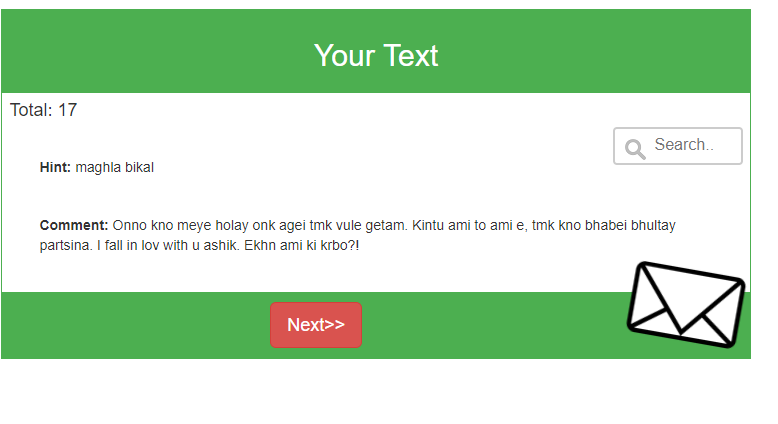 Your Text
Total: 17
Search..
Hint: maghla bikal
Comment: Onno kno meye holay onk agei tmk vule getam. Kintu ami to ami e, tmk kno bhabei bhultay
partsina. I fall in lov with u ashik. Ekhn ami ki krbo?!
Next>>